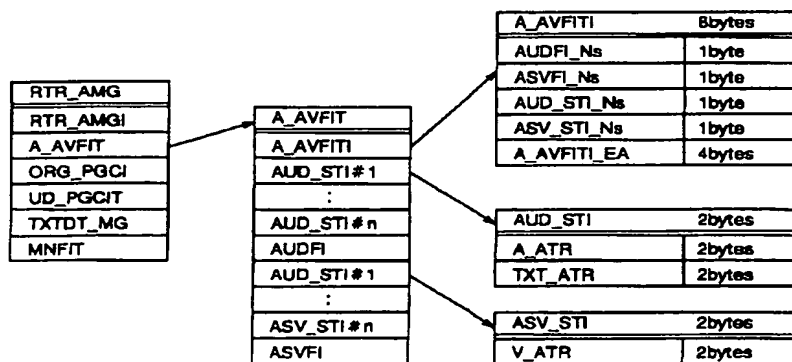 RTR_AMG
RTR_AMGI
A_AVFIT
ORG_PGCI
UD_PGCIT
TXTDT_MG
MNFIT
A_AVFIT
A_AVFITI
AUD_STI#1
:
AUD_STI#n
AUDFI
AUD_STI#1
:
ASV_STI#n
ASVFI
A_AVFITI 8bytes
AUDFI_Ns 1byte
ASVFI_Ns 1byte
AUD_STI_Ns 1byte
ASV_STI_Ns 1byte
A_AVFITI_EA 4bytes
AUD_STI 2bytes
A_ATR 2bytes
TXT_ATR 2bytes
ASV_STI 2bytes
V_ATR 2bytes